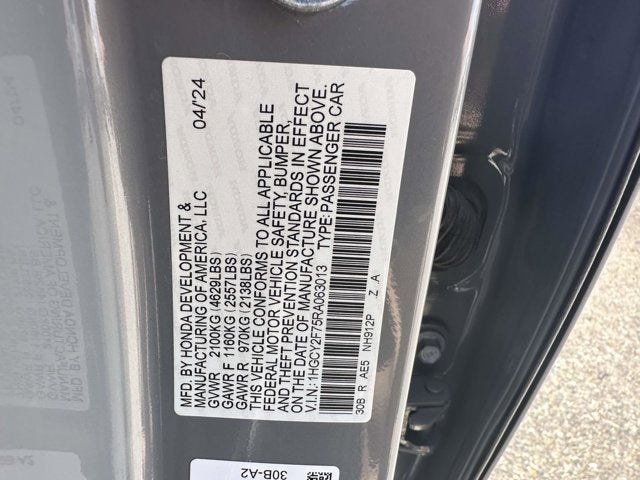 MFD. BY HONDA DEVELOPMENT & 04/'24
MANUFACTURING OF AMERICA, LLC
GVWR 2100KG (4629LBS)
GAWR F 1160KG (2557LBS)
GAWR R 970KG (2138LBS)
THIS VEHICLE CONFORMS TO ALL APPLICABLE
FEDERAL MOTOR VEHICLE SAFETY, BUMPER,
AND THEFT PREVENTION STANDARDS IN EFFECT
ON THE DATE OF MANUFACTURE SHOWN ABOVE.
V.I.N.:1HGCY2F75RA063013 TYPE:PASSENGER CAR
30B R AE5 NH912P Z A
30B-A2